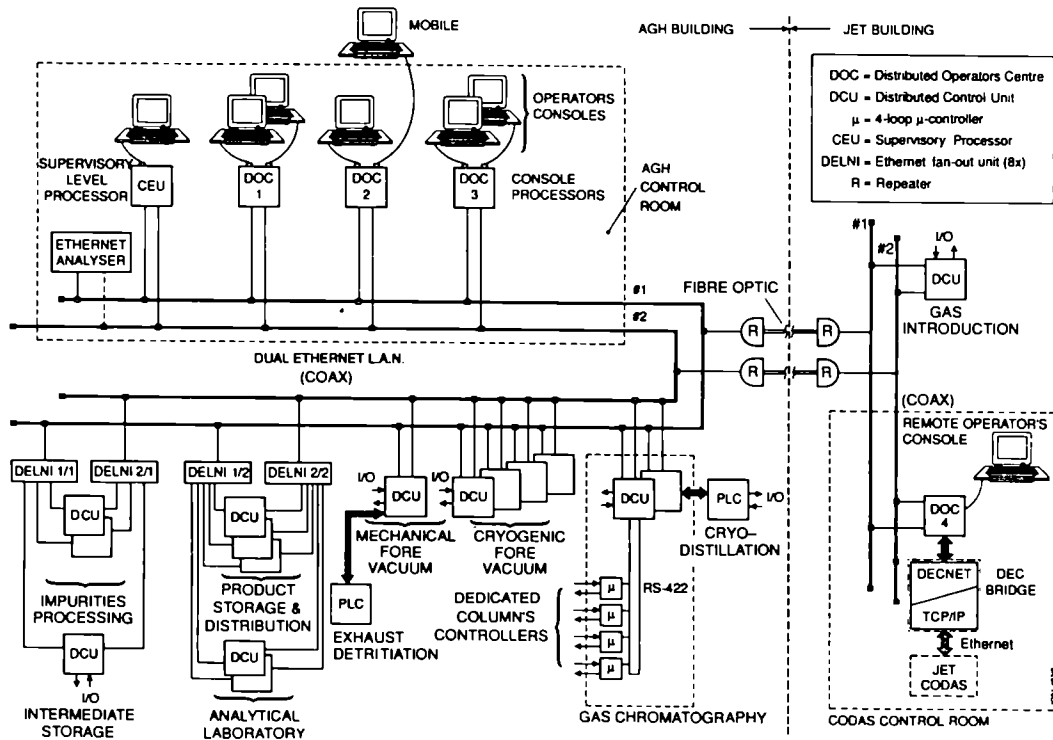 MOBILE
AGH BUILDING
JET BUILDING
DOC = Distributed Operators Centre
DCU = Distributed Control Unit
μ = 4-loop μ-controller
CEU = Supervisory Processor
DELNI = Ethernet fan-out unit (8x)
R = Repeater
OPERATORS
CONSOLES
SUPERVISORY
LEVEL
PROCESSOR
CEU
DOC
1
DOC
2
DOC
3
CONSOLE
PROCESSORS
AGH
CONTROL
ROOM
ETHERNET
ANALYSER
#1
#2
DUAL ETHERNET L.A.N.
(COAX)
FIBRE OPTIC
R
R
R
R
#1
#2
I/O
DCU
GAS
INTRODUCTION
(COAX)
REMOTE OPERATOR'S
CONSOLE
DOC
4
DECNET
TCP/IP
DEC
BRIDGE
Ethernet
JET
CODAS
CODAS CONTROL ROOM
DELNI 1/1
DELNI 2/1
DCU
IMPURITIES
PROCESSING
DCU
I/O
INTERMEDIATE
STORAGE
DELNI 1/2
DELNI 2/2
DCU
PRODUCT
STORAGE &
DISTRIBUTION
DCU
ANALYTICAL
LABORATORY
I/O
DCU
MECHANICAL
FORE
VACUUM
PLC
EXHAUST
DETRITIATION
I/O
DCU
CRYOGENIC
FORE
VACUUM
DCU
PLC
I/O
CRYO-
DISTILLATION
RS-422
DEDICATED
COLUMN'S
CONTROLLERS
μ
μ
μ
μ
GAS CHROMATOGRAPHY